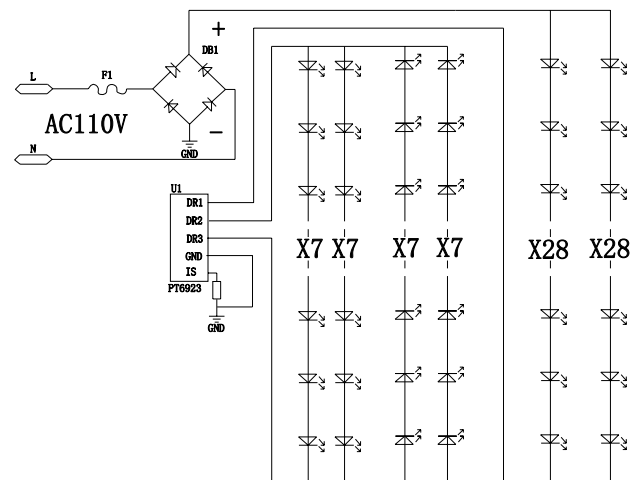 +
DB1
L
F1
AC110V
−
GND
N
U1
DR1
DR2
DR3
GND
IS
PT6923
GND
X7 X7 X7 X7 X28 X28